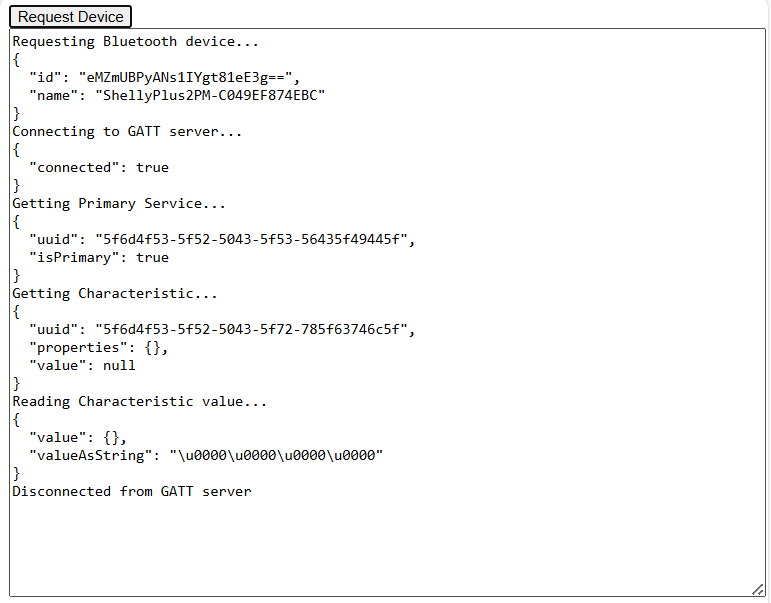 Request Device
Requesting Bluetooth device...
{
  "id": "eMZmUBPyANs1IYgt81eE3g==",
  "name": "ShellyPlus2PM-C049EF874EBC"
}
Connecting to GATT server...
{
  "connected": true
}
Getting Primary Service...
{
  "uuid": "5f6d4f53-5f52-5043-5f53-56435f49445f",
  "isPrimary": true
}
Getting Characteristic...
{
  "uuid": "5f6d4f53-5f52-5043-5f72-785f63746c5f",
  "properties": {},
  "value": null
}
Reading Characteristic value...
{
  "value": {},
  "valueAsString": "\u0000\u0000\u0000\u0000"
}
Disconnected from GATT server